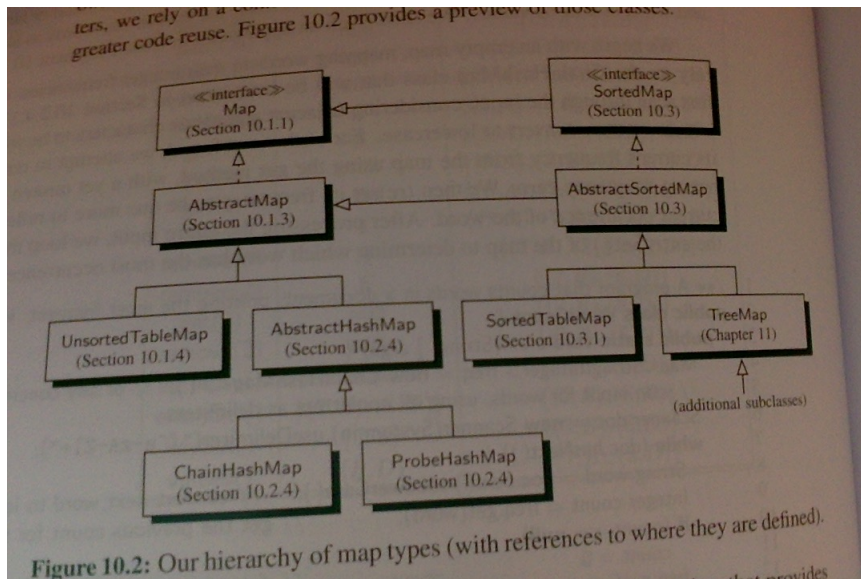 ters, we rely on a
greater code reuse. Figure 10.2 provides a preview of those classes.
≪interface≫
Map
(Section 10.1.1)
≪interface≫
SortedMap
(Section 10.3)
AbstractMap
(Section 10.1.3)
AbstractSortedMap
(Section 10.3)
UnsortedTableMap
(Section 10.1.4)
AbstractHashMap
(Section 10.2.4)
SortedTableMap
(Section 10.3.1)
TreeMap
(Chapter 11)
(additional subclasses)
ChainHashMap
(Section 10.2.4)
ProbeHashMap
(Section 10.2.4)
Figure 10.2: Our hierarchy of map types (with references to where they are defined).
that provides